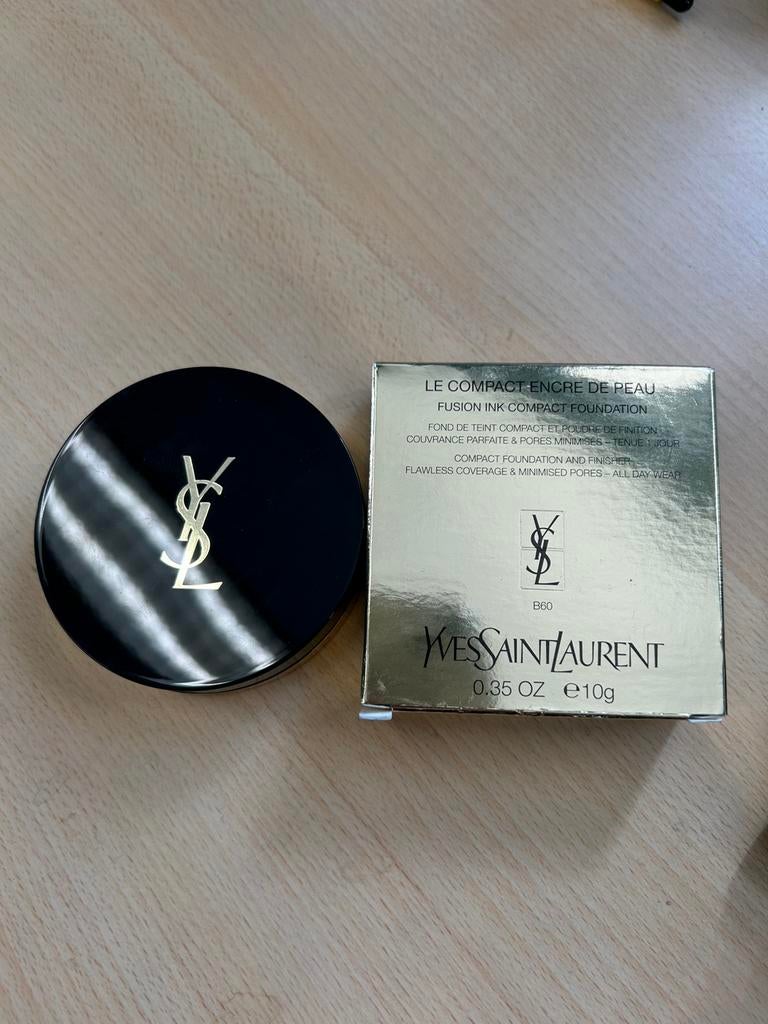 YSL
LE COMPACT ENCRE DE PEAU
FUSION INK COMPACT FOUNDATION
FOND DE TEINT COMPACT ET POUDRE DE FINITION
COUVRANCE PARFAITE & PORES MINIMISÉS – TENUE 1 JOUR
COMPACT FOUNDATION AND FINISHER
FLAWLESS COVERAGE & MINIMISED PORES – ALL DAY WEAR
YSL
B60
YVESSAINTLAURENT
0.35 OZ ℮10g